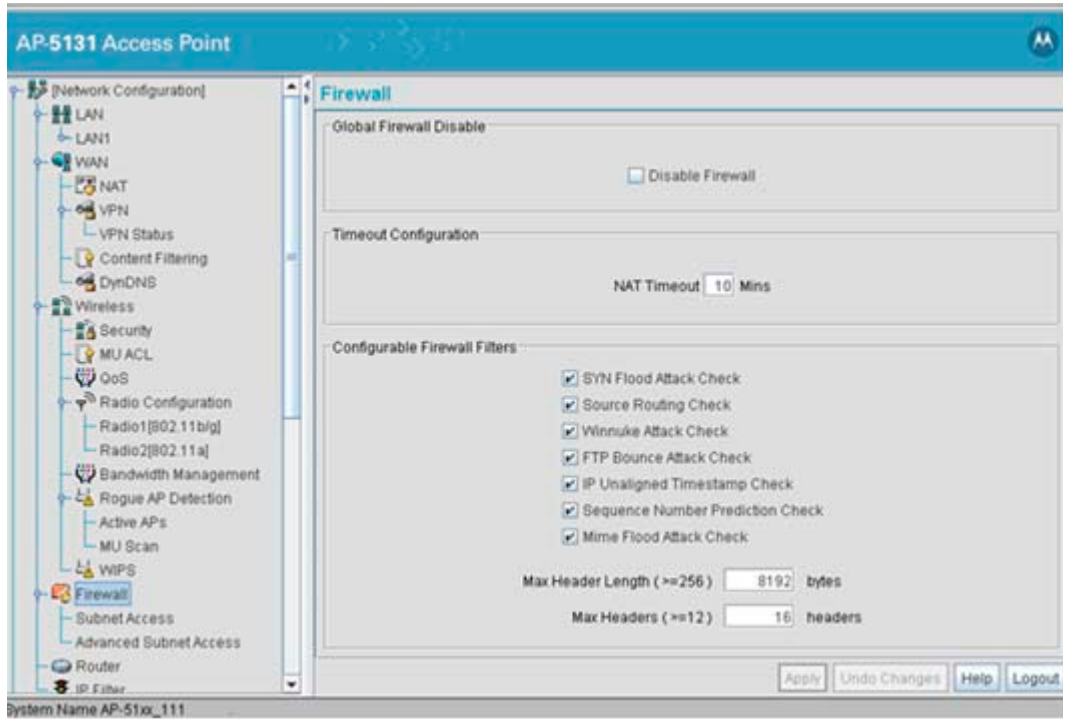 AP-5131 Access Point
[Network Configuration]
LAN
LAN1
WAN
NAT
VPN
VPN Status
Content Filtering
DynDNS
Wireless
Security
MU ACL
QoS
Radio Configuration
Radio1[802.11b/g]
Radio2[802.11a]
Bandwidth Management
Rogue AP Detection
Active APs
MU Scan
WIPS
Firewall
Subnet Access
Advanced Subnet Access
Router
IP Filter
Firewall
Global Firewall Disable
Disable Firewall
Timeout Configuration
NAT Timeout 10 Mins
Configurable Firewall Filters
SYN Flood Attack Check
Source Routing Check
Winnuke Attack Check
FTP Bounce Attack Check
IP Unaligned Timestamp Check
Sequence Number Prediction Check
Mime Flood Attack Check
Max Header Length ( >=256 ) 8192 bytes
Max Headers ( >=12 ) 16 headers
Apply Undo Changes Help Logout
System Name AP-51xx_111